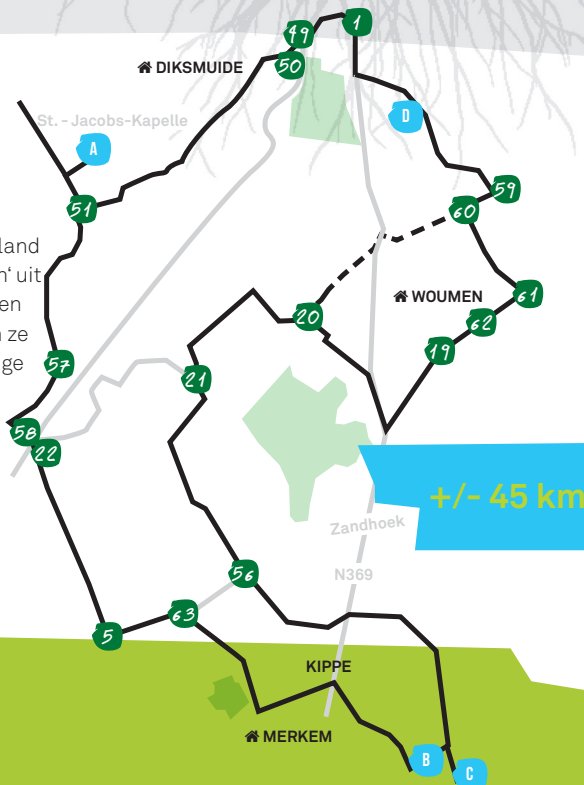 49
1
50
DIKSMUIDE
D
St. - Jacobs-Kapelle
A
59
51
60
land
n‘ uit
en
61
WOUMEN
20
62
n ze
19
ge
57
21
58
22
+/- 45 km
Zandhoek
56
N369
63
5
KIPPE
MERKEM
B
C